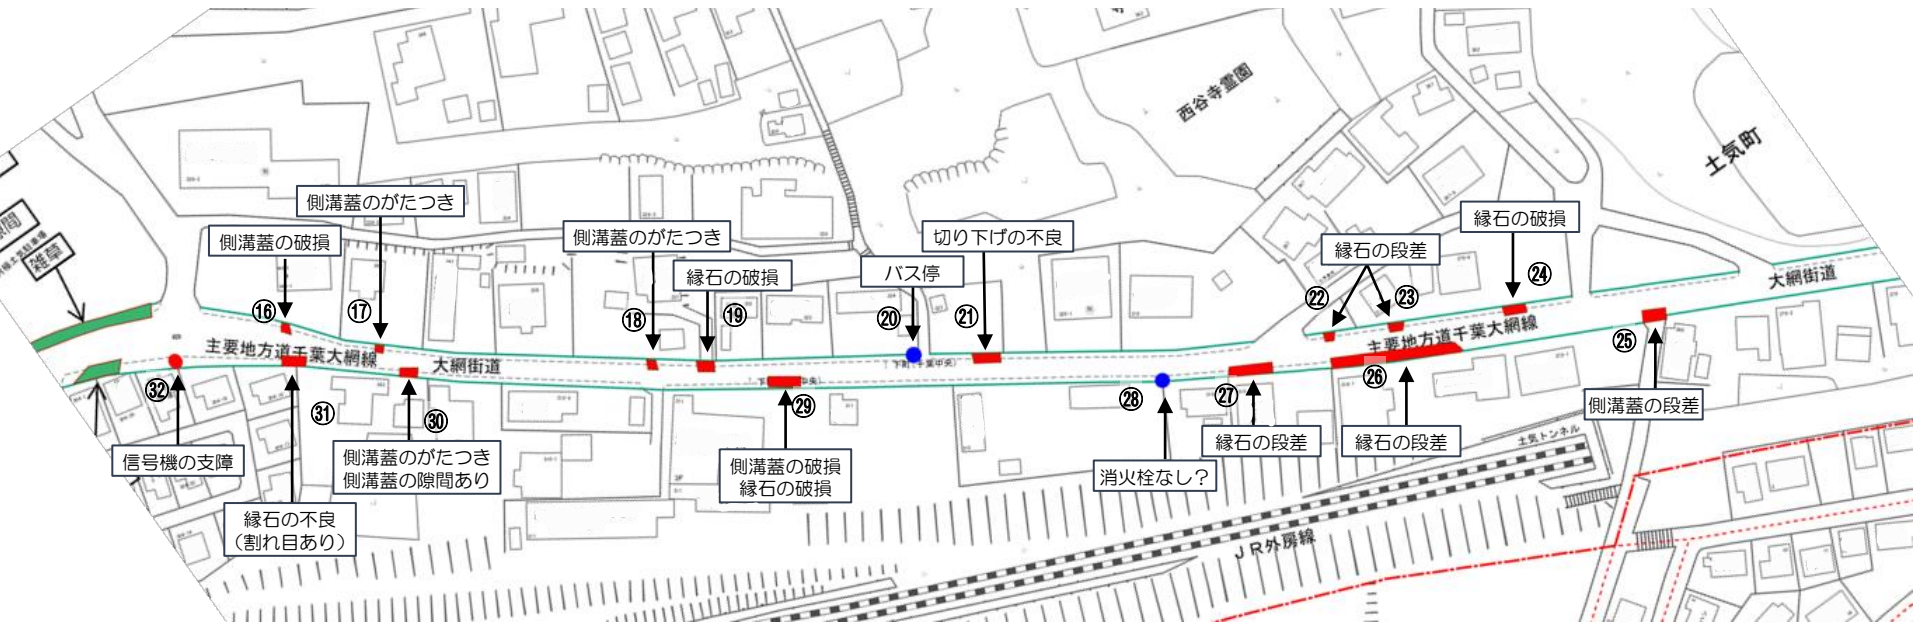 西谷寺霊園
土気町
側溝蓋のがたつき
側溝蓋の破損
側溝蓋のがたつき
縁石の破損
バス停
切り下げの不良
縁石の段差
縁石の破損
雑草
⑯
⑰
⑱
⑲
⑳
㉑
㉒
㉓
㉔
大網街道
主要地方道千葉大網線
大網街道
主要地方道千葉大網線
㉕
㉖
㉗
㉘
㉙
㉚
㉛
㉜
信号機の支障
縁石の不良
(割れ目あり)
側溝蓋のがたつき
側溝蓋の隙間あり
側溝蓋の破損
縁石の破損
消火栓なし?
縁石の段差
縁石の段差
側溝蓋の段差
土気トンネル
JR外房線